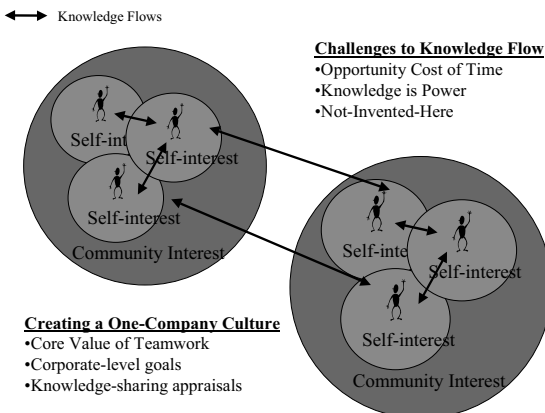 Knowledge Flows
Challenges to Knowledge Flow
•Opportunity Cost of Time
•Knowledge is Power
•Not-Invented-Here
Self-int
Self-interest
Self-interest
Community Interest
Self-inte
Self-interest
Self-interest
Community Interest
Creating a One-Company Culture
•Core Value of Teamwork
•Corporate-level goals
•Knowledge-sharing appraisals